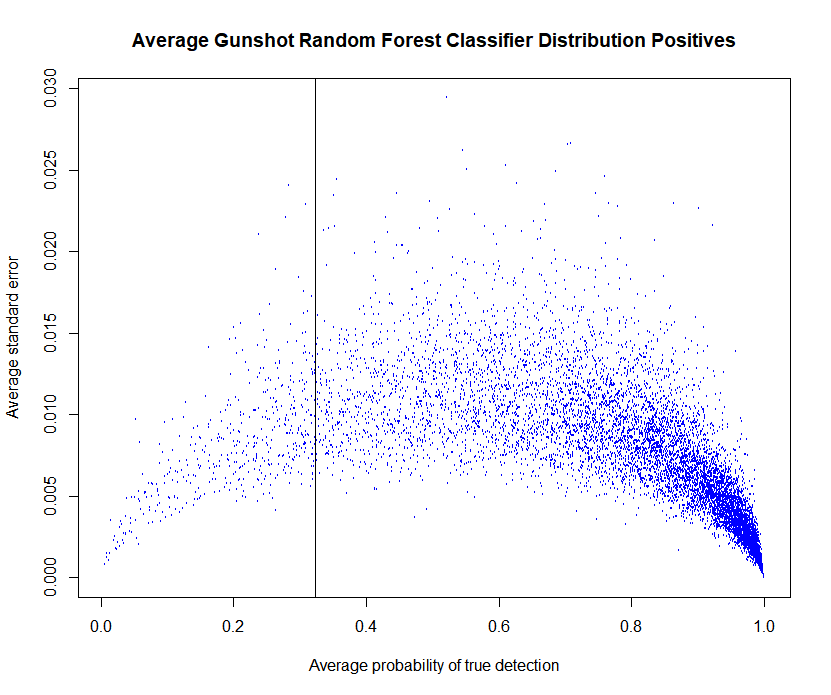 Average Gunshot Random Forest Classifier Distribution Positives
0.030
0.025
0.020
0.015
0.010
0.005
0.000
Average standard error
0.0 0.2 0.4 0.6 0.8 1.0
Average probability of true detection